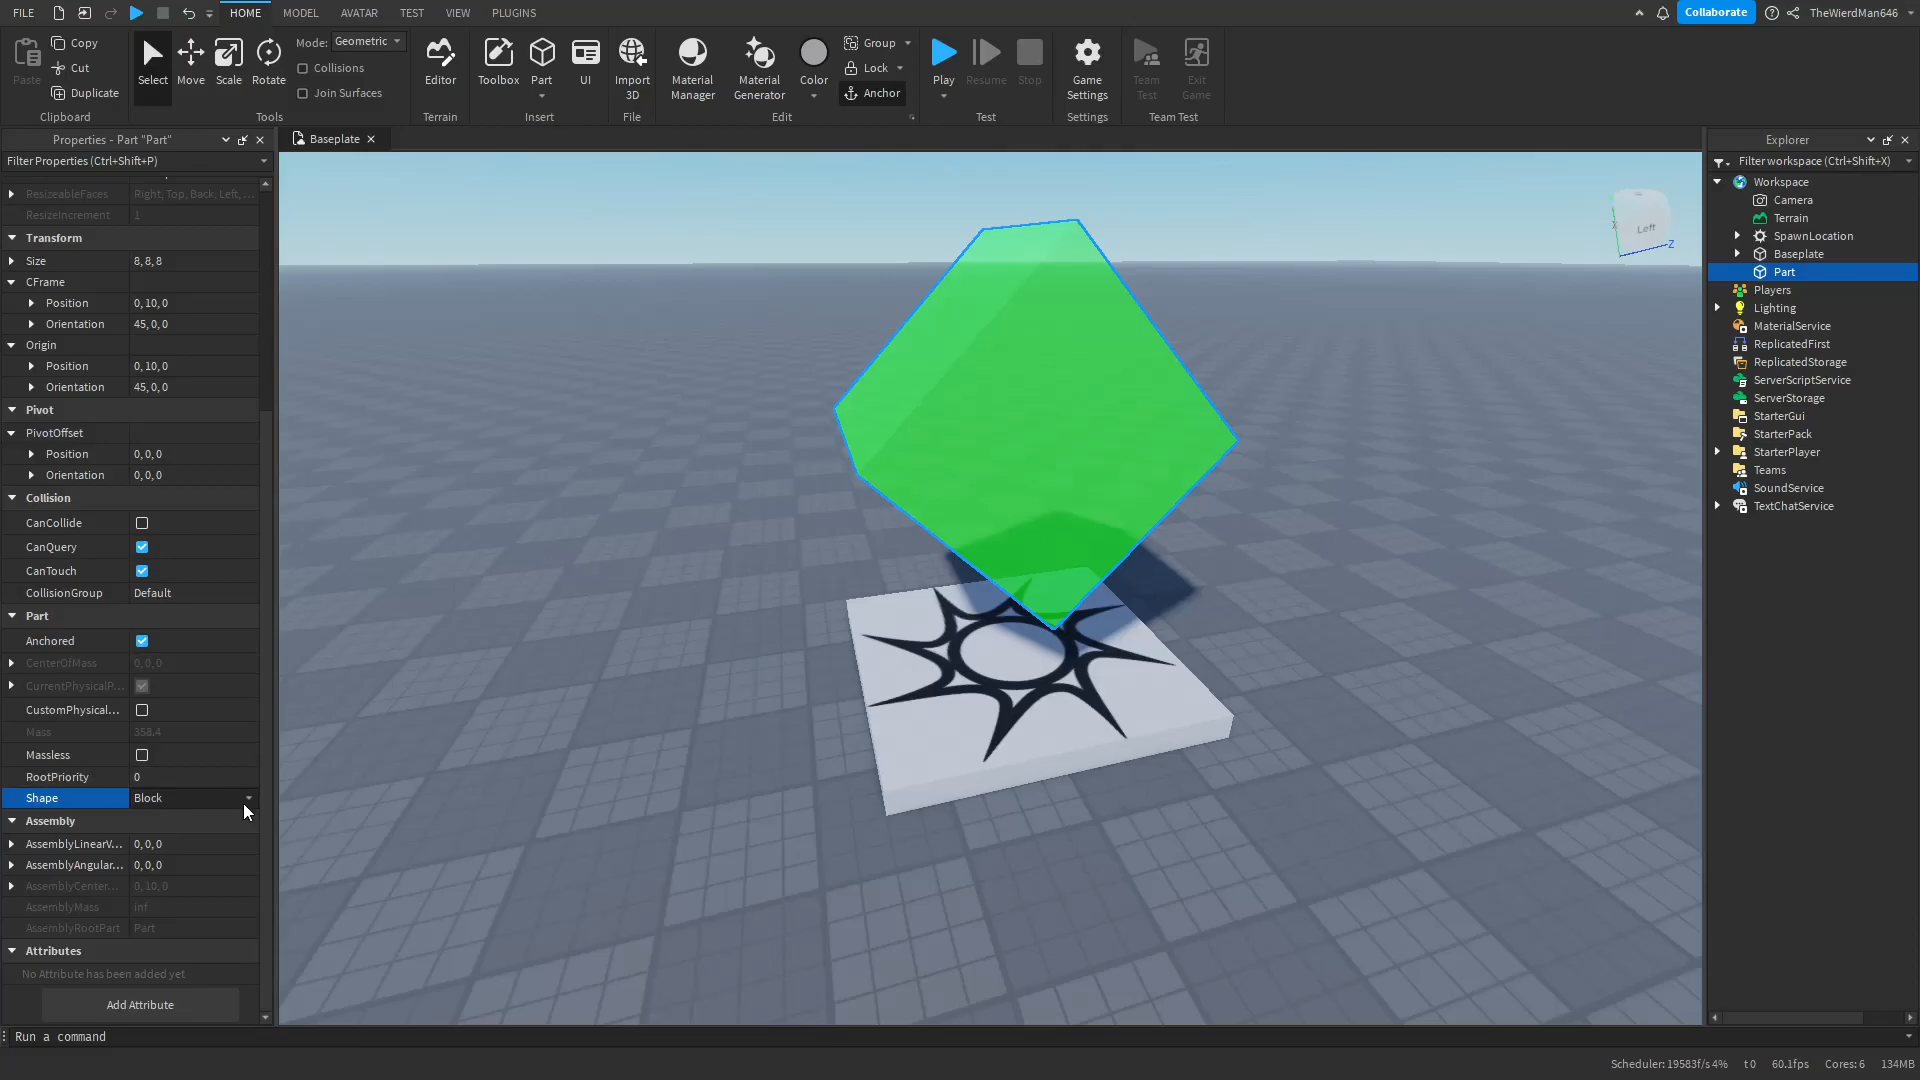 FILE HOME MODEL AVATAR TEST VIEW PLUGINS Collaborate TheWierdMan646
Paste Copy Cut Duplicate
Clipboard
Select Move Scale Rotate
Mode: Geometric
Collisions
Join Surfaces
Tools
Editor
Terrain
Toolbox Part UI
Insert
Import 3D
File
Material Manager
Material Generator
Color
Group
Lock
Anchor
Edit
Play Resume Stop
Test
Game Settings
Settings
Team Test
Exit Game
Team Test
Properties - Part "Part"
Filter Properties (Ctrl+Shift+P)
ResizeableFaces Right, Top, Back, Left, ...
ResizeIncrement 1
Transform
Size 8, 8, 8
CFrame
Position 0, 10, 0
Orientation 45, 0, 0
Origin
Position 0, 10, 0
Orientation 45, 0, 0
Pivot
PivotOffset
Position 0, 0, 0
Orientation 0, 0, 0
Collision
CanCollide
CanQuery
CanTouch
CollisionGroup Default
Part
Anchored
CenterOfMass 0, 0, 0
CurrentPhysicalP...
CustomPhysical...
Mass 358.4
Massless
RootPriority 0
Shape Block
Assembly
AssemblyLinearV... 0, 0, 0
AssemblyAngular... 0, 0, 0
AssemblyCenter... 0, 10, 0
AssemblyMass inf
AssemblyRootPart Part
Attributes
No Attribute has been added yet
Add Attribute
Baseplate
Left
X
Z
Explorer
Filter workspace (Ctrl+Shift+X)
Workspace
Camera
Terrain
SpawnLocation
Baseplate
Part
Players
Lighting
MaterialService
ReplicatedFirst
ReplicatedStorage
ServerScriptService
ServerStorage
StarterGui
StarterPack
StarterPlayer
Teams
SoundService
TextChatService
Run a command
Scheduler: 19583f/s 4% t 0 60.1fps Cores: 6 134MB